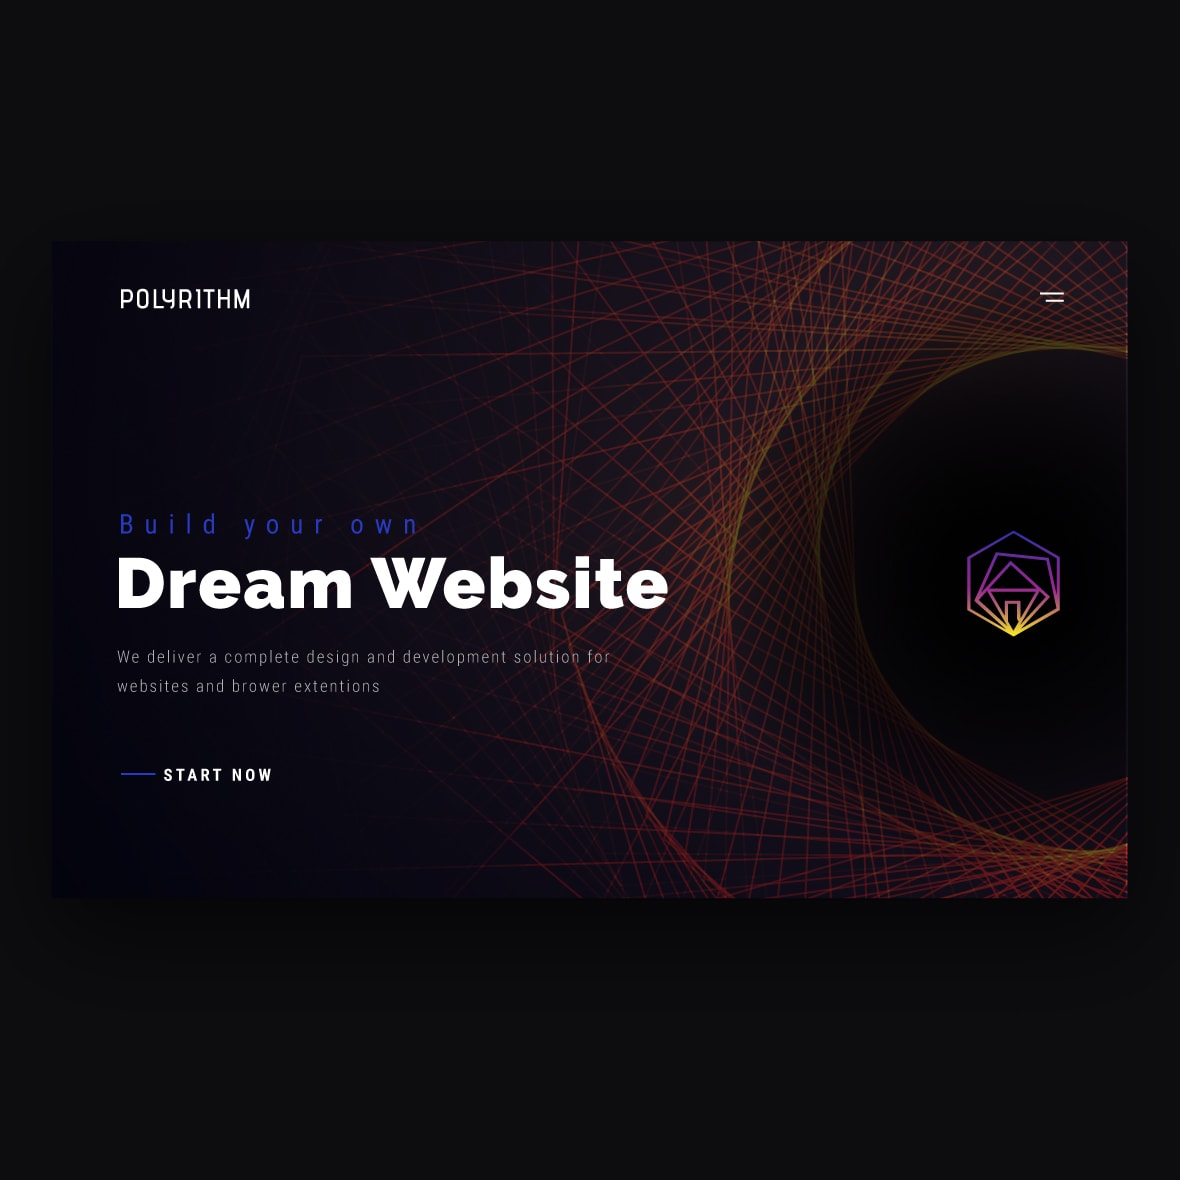 POLYRITHM
Build your own
Dream Website
We deliver a complete design and development solution for
websites and brower extentions
START NOW